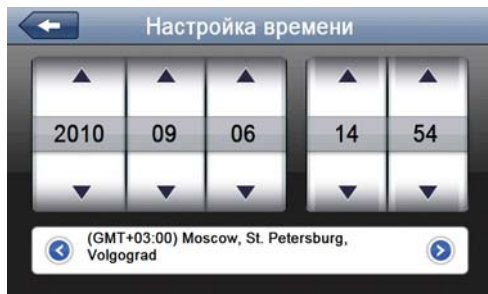 Настройка времени
2010 09 06 14 54
(GMT+03:00) Moscow, St. Petersburg,
Volgograd